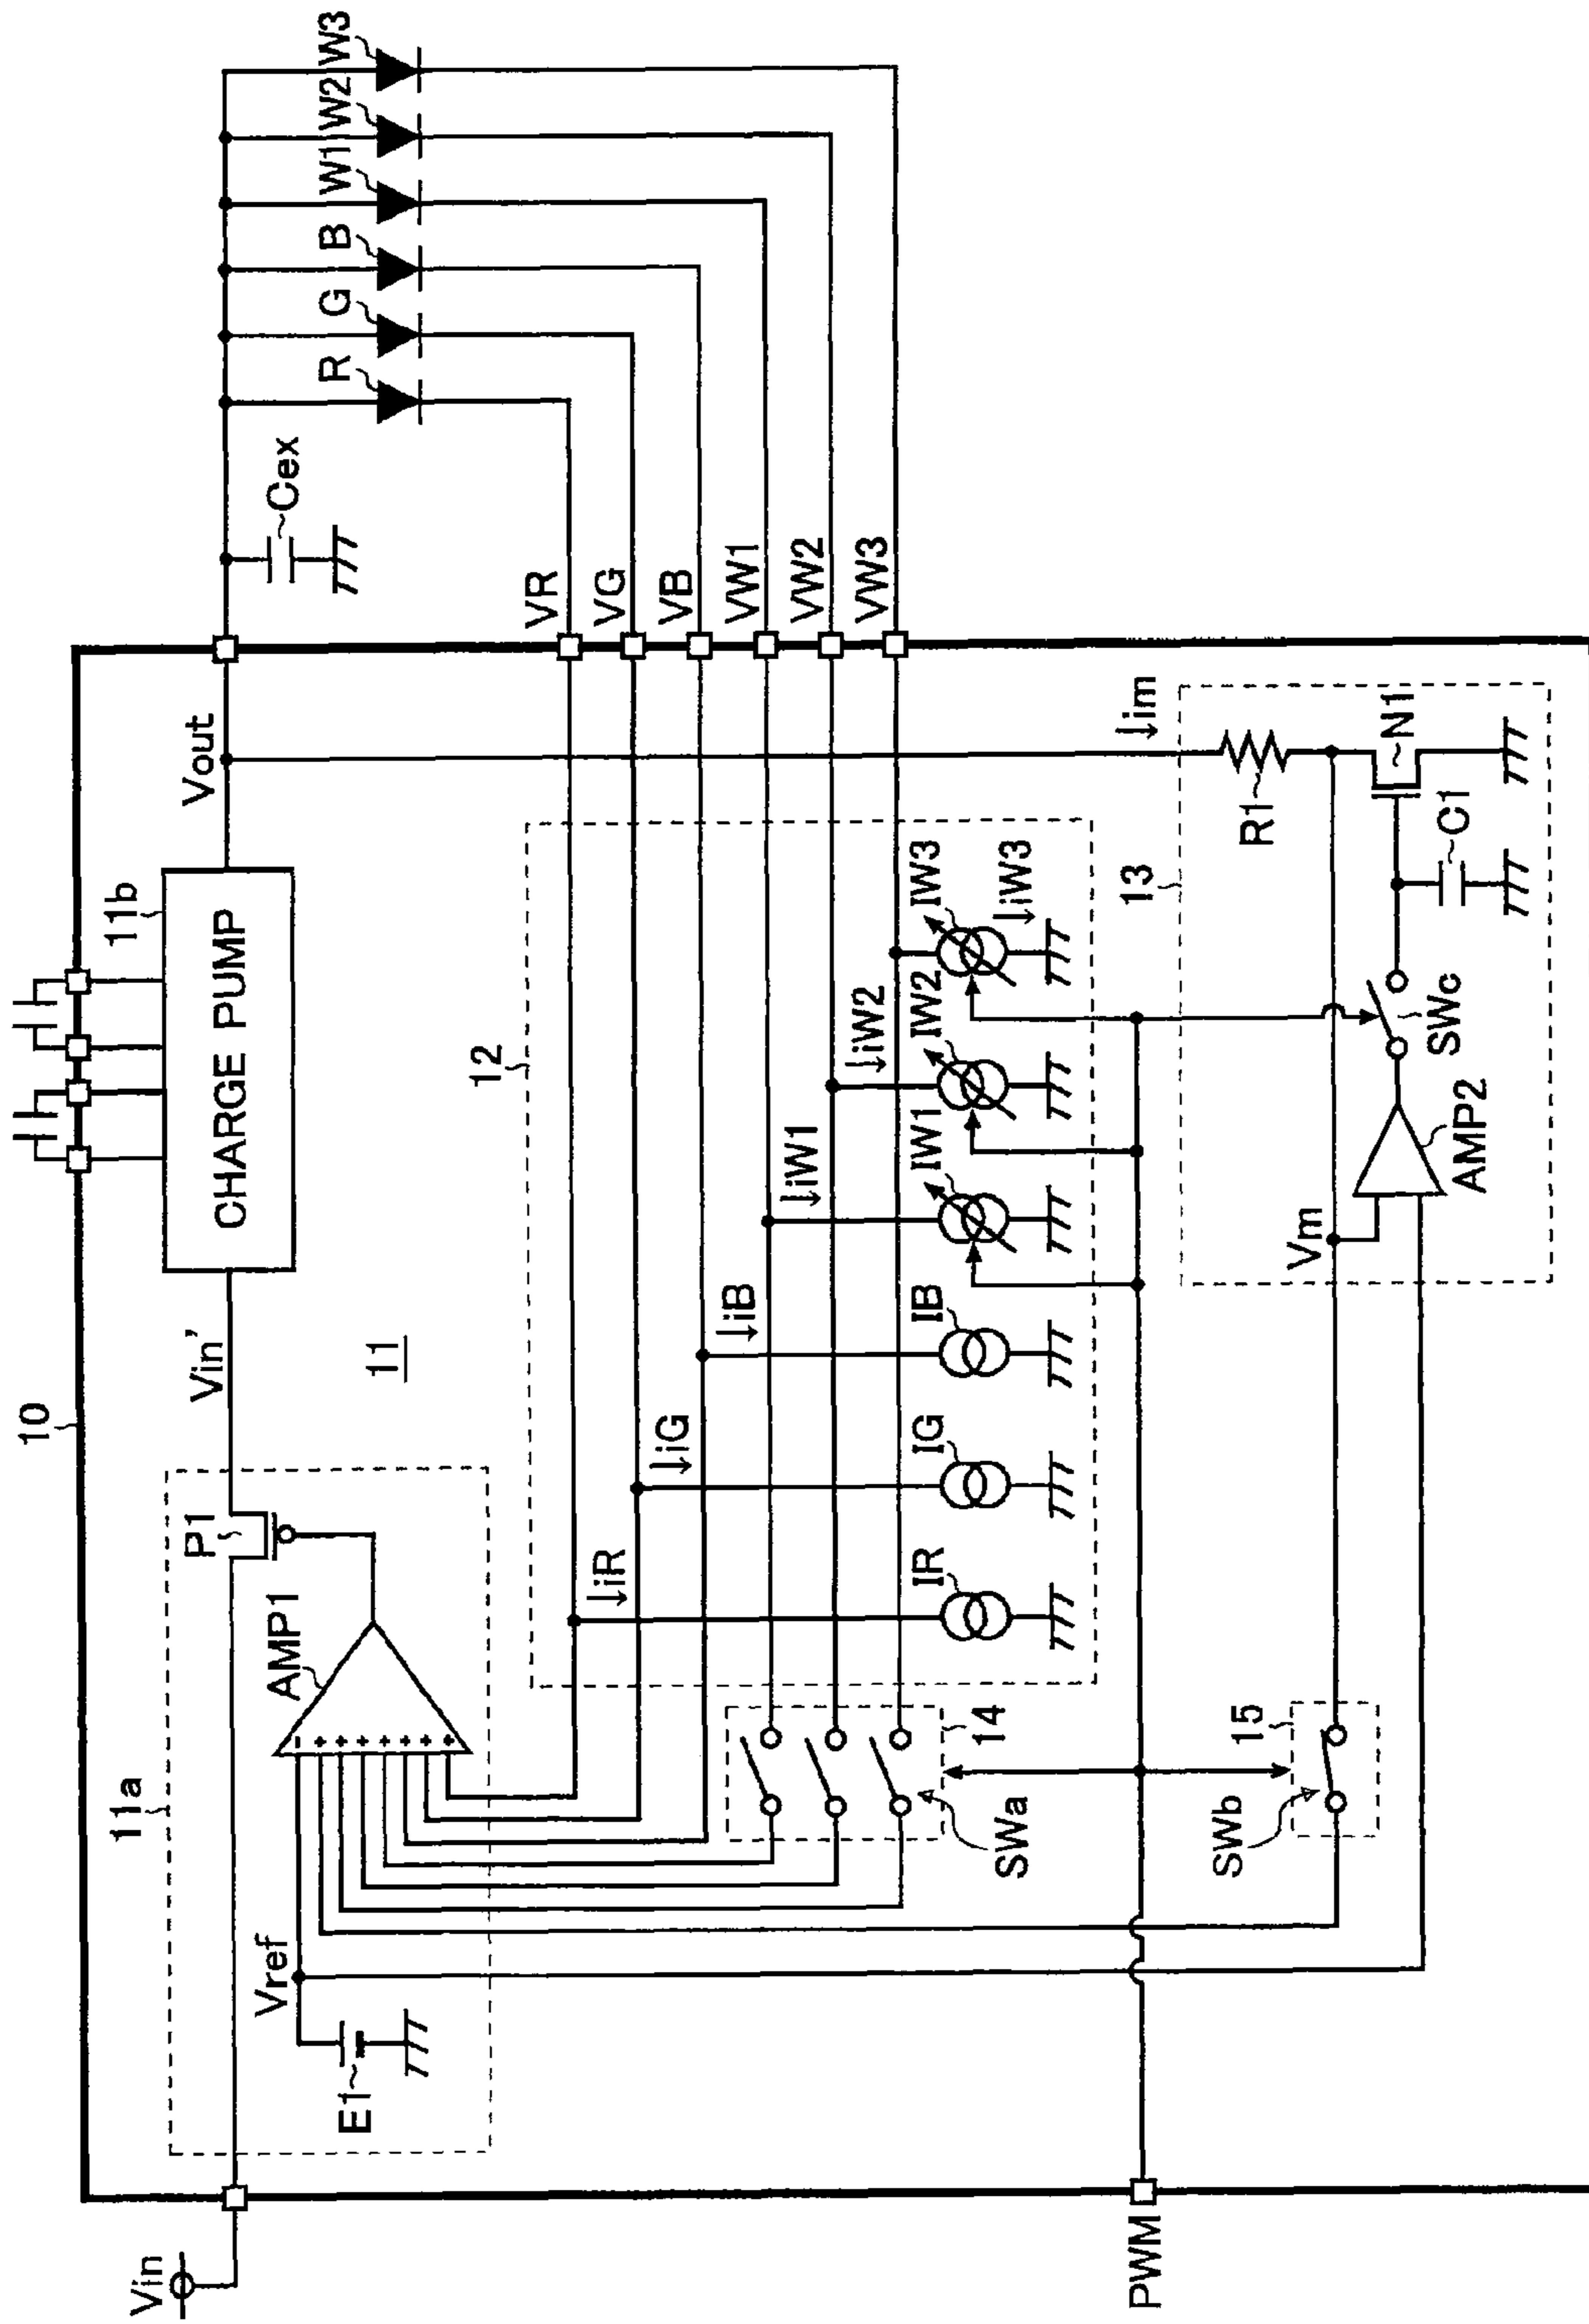 10
11b
CHARGE PUMP
Vin
11a
P1
Vin'
Vout
AMP1
- + + + + + + +
Vref
E1
11
Cex
R
G
B
W1
W2
W3
VR
VG
VB
VW1
VW2
VW3
12
↓iR
↓iG
↓iB
↓iW1
↓iW2
↓iW3
IR
IG
IB
IW1
IW2
IW3
14
SWa
SWb
15
PWM
↓im
13
R1
N1
C1
SWc
AMP2
Vm